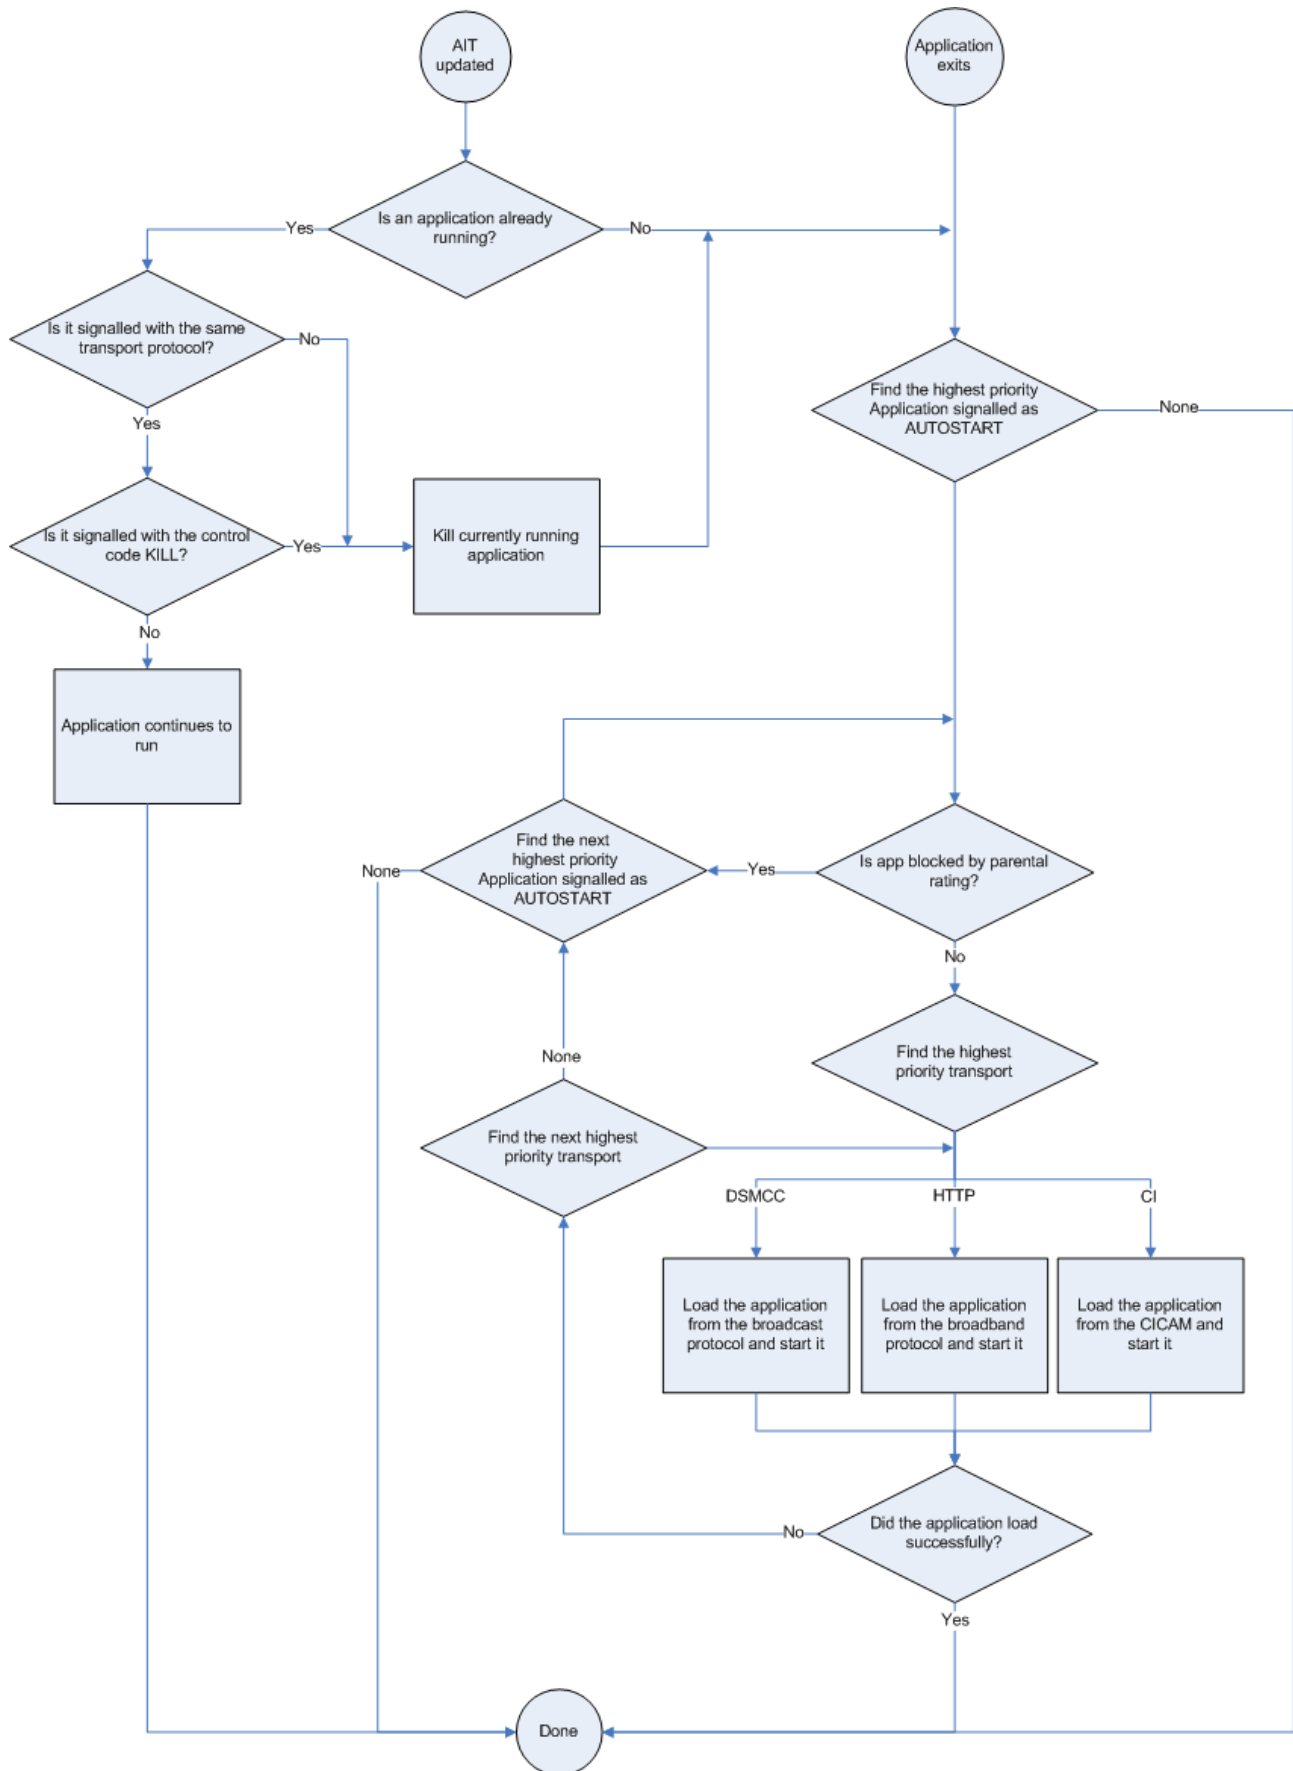 AIT
updated
Application
exits
Is an application already
running?
Yes
No
Is it signalled with the same
transport protocol?
No
Yes
Find the highest priority
Application signalled as
AUTOSTART
None
Is it signalled with the control
code KILL?
Yes
No
Kill currently running
application
Application continues to
run
Find the next
highest priority
Application signalled as
AUTOSTART
None
Yes
Is app blocked by parental
rating?
No
Find the highest
priority transport
None
Find the next highest
priority transport
DSMCC
HTTP
CI
Load the application
from the broadcast
protocol and start it
Load the application
from the broadband
protocol and start it
Load the application
from the CICAM and
start it
Did the application load
successfully?
No
Yes
Done